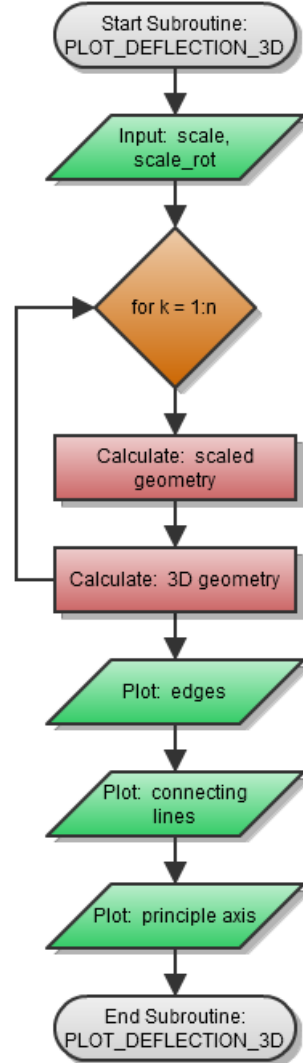 Start Subroutine:
PLOT_DEFLECTION_3D
Input: scale,
scale_rot
for k = 1:n
Calculate: scaled
geometry
Calculate: 3D geometry
Plot: edges
Plot: connecting
lines
Plot: principle axis
End Subroutine:
PLOT_DEFLECTION_3D